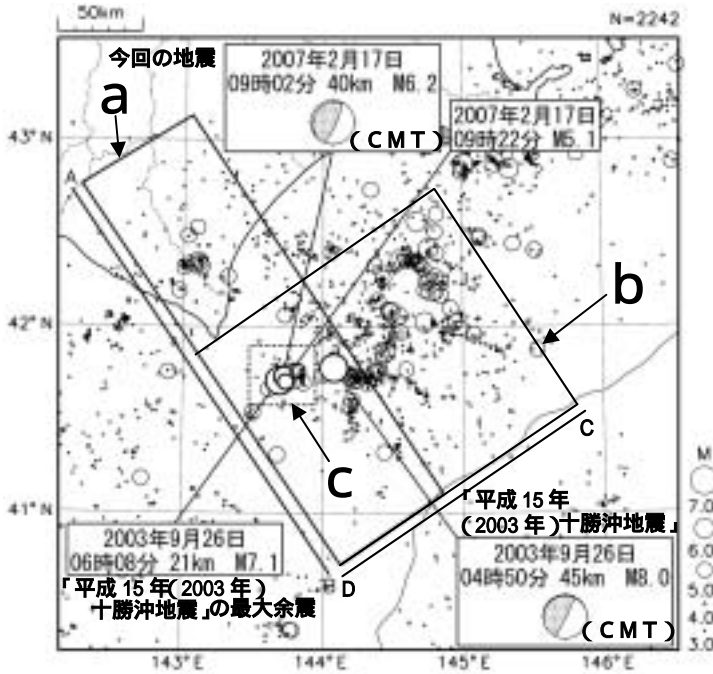 50km
N=2242
今回の地震
2007年2月17日
09時02分 40km M6.2
(CMT)
2007年2月17日
09時22分 M5.1
a
43°N
A
b
42°N
c
C
M
7.0
6.0
5.0
4.0
3.0
41°N
「平成15年
(2003年)十勝沖地震」
2003年9月26日
06時08分 21km M7.1
「平成15年(2003年)
十勝沖地震」の最大余震
B
D
2003年9月26日
04時50分 45km M8.0
(CMT)
143°E
144°E
145°E
146°E